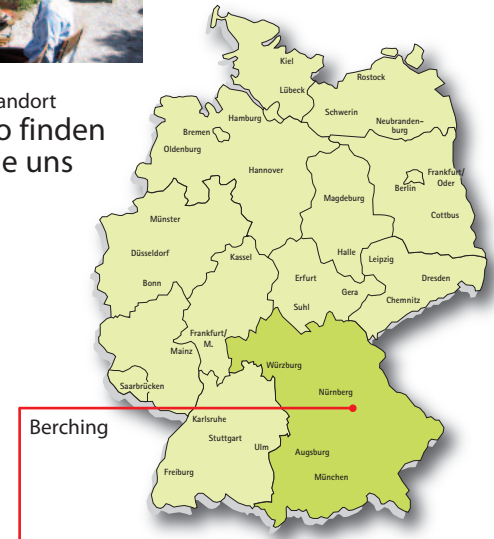 andort
o finden
e uns
Kiel
Lübeck
Rostock
Schwerin
Neubranden-
burg
Hamburg
Bremen
Oldenburg
Hannover
Magdeburg
Berlin
Frankfurt/
Oder
Cottbus
Münster
Düsseldorf
Bonn
Kassel
Halle
Leipzig
Erfurt
Suhl
Gera
Dresden
Chemnitz
Frankfurt/
M.
Mainz
Saarbrücken
Würzburg
Nürnberg
Berching
Karlsruhe
Stuttgart
Ulm
Freiburg
Augsburg
München